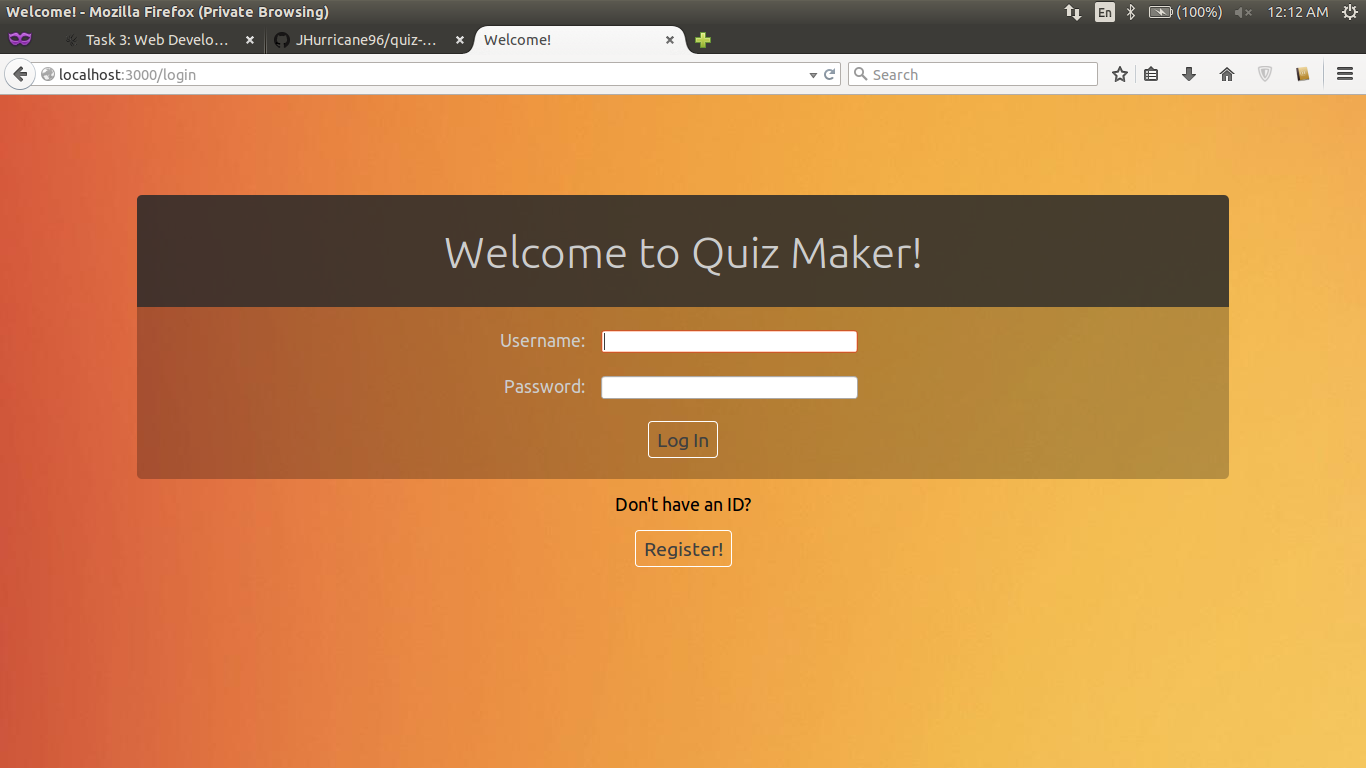 Welcome! - Mozilla Firefox (Private Browsing)
En
(100%)
12:12 AM
Task 3: Web Develo...
JHurricane96/quiz-...
Welcome!
localhost:3000/login
Search
Welcome to Quiz Maker!
Username:
Password:
Log In
Don't have an ID?
Register!